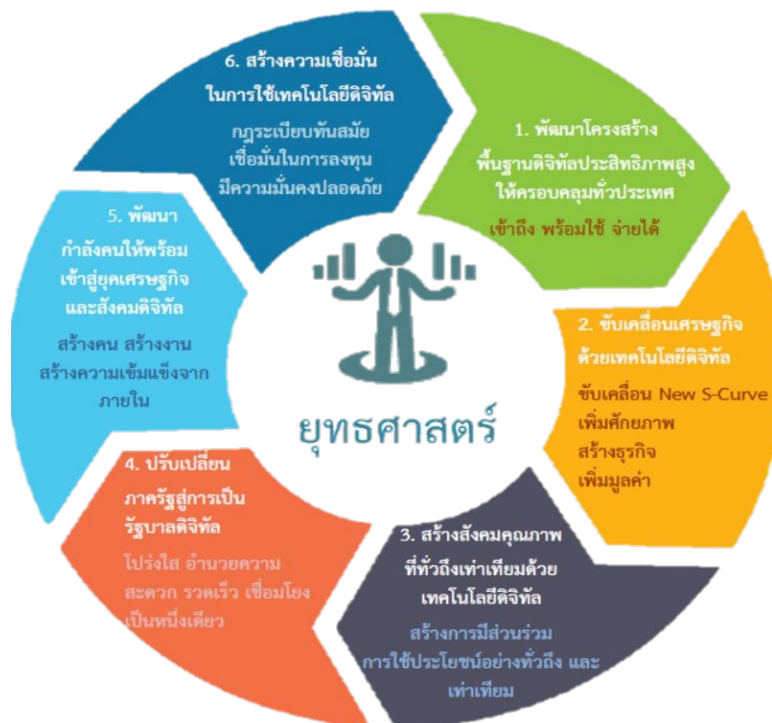 6. สร้างความเชื่อมั่น
ในการใช้เทคโนโลยีดิจิทัล
กฎระเบียบทันสมัย
เชื่อมั่นในการลงทุน
มีความมั่นคงปลอดภัย
1. พัฒนาโครงสร้าง
พื้นฐานดิจิทัลประสิทธิภาพสูง
ให้ครอบคลุมทั่วประเทศ
เข้าถึง พร้อมใช้ จ่ายได้
2. ขับเคลื่อนเศรษฐกิจ
ด้วยเทคโนโลยีดิจิทัล
ขับเคลื่อน New S-Curve
เพิ่มศักยภาพ
สร้างธุรกิจ
เพิ่มมูลค่า
3. สร้างสังคมคุณภาพ
ที่ทั่วถึงเท่าเทียมด้วย
เทคโนโลยีดิจิทัล
สร้างการมีส่วนร่วม
การใช้ประโยชน์อย่างทั่วถึง และ
เท่าเทียม
4. ปรับเปลี่ยน
ภาครัฐสู่การเป็น
รัฐบาลดิจิทัล
โปร่งใส อำนวยความ
สะดวก รวดเร็ว เชื่อมโยง
เป็นหนึ่งเดียว
5. พัฒนา
กำลังคนให้พร้อม
เข้าสู่ยุคเศรษฐกิจ
และสังคมดิจิทัล
สร้างคน สร้างงาน
สร้างความเข้มแข็งจาก
ภายใน
ยุทธศาสตร์